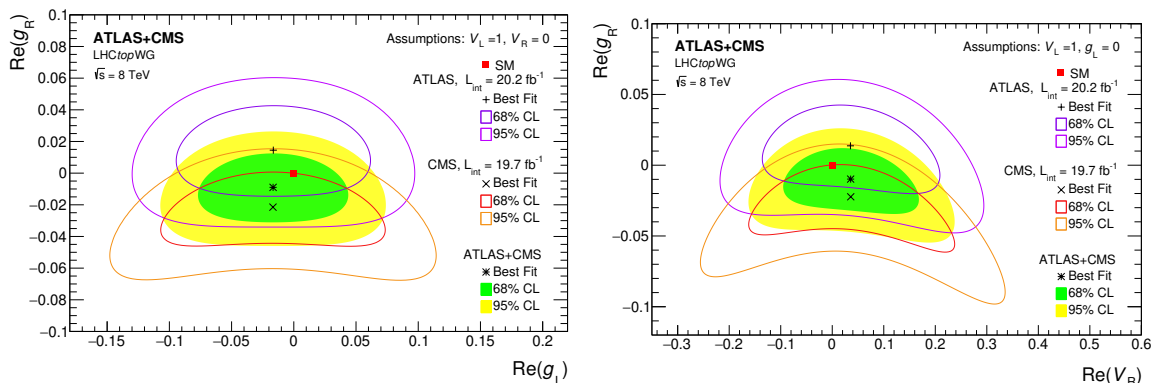 Re(g_R)
ATLAS+CMS
LHCtopWG
√s = 8 TeV
Assumptions: V_L =1, V_R = 0
SM
ATLAS, L_int = 20.2 fb⁻¹
Best Fit
68% CL
95% CL
CMS, L_int = 19.7 fb⁻¹
Best Fit
68% CL
95% CL
ATLAS+CMS
Best Fit
68% CL
95% CL
0.1
0.08
0.06
0.04
0.02
0
−0.02
−0.04
−0.06
−0.08
−0.1
−0.15 −0.1 −0.05 0 0.05 0.1 0.15 0.2
Re(g_L)
Re(g_R)
ATLAS+CMS
LHCtopWG
√s = 8 TeV
Assumptions: V_L =1, g_L = 0
SM
ATLAS, L_int = 20.2 fb⁻¹
Best Fit
68% CL
95% CL
CMS, L_int = 19.7 fb⁻¹
Best Fit
68% CL
95% CL
ATLAS+CMS
Best Fit
68% CL
95% CL
0.1
0.05
0
−0.05
−0.1
−0.3 −0.2 −0.1 0 0.1 0.2 0.3 0.4 0.5 0.6
Re(V_R)